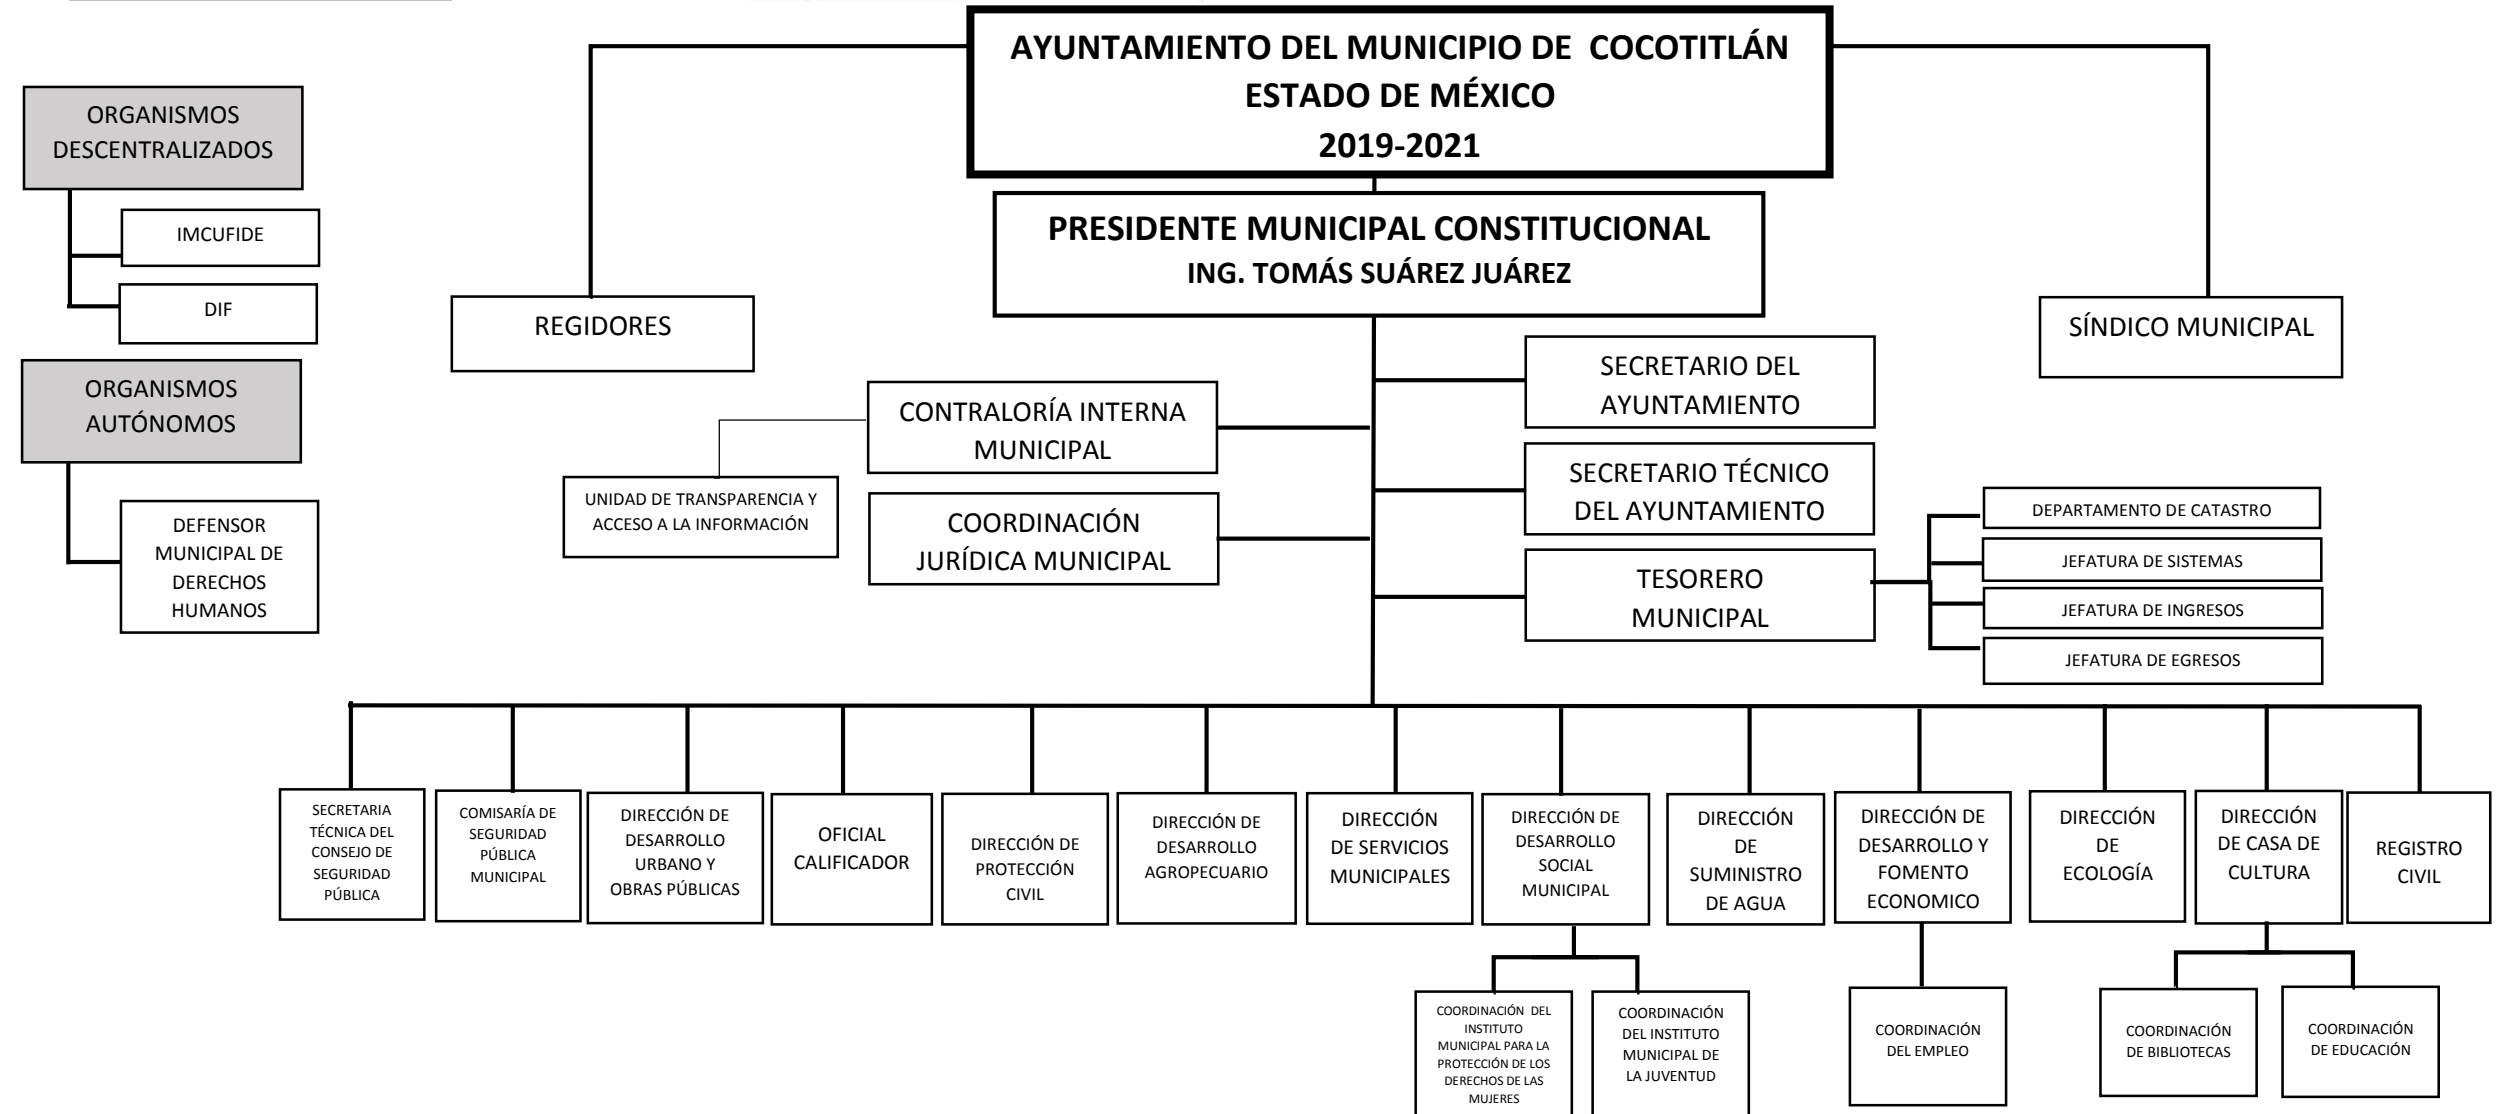 AYUNTAMIENTO DEL MUNICIPIO DE COCOTITLÁN
ESTADO DE MÉXICO
2019-2021
PRESIDENTE MUNICIPAL CONSTITUCIONAL
ING. TOMÁS SUÁREZ JUÁREZ
ORGANISMOS
DESCENTRALIZADOS
IMCUFIDE
DIF
ORGANISMOS
AUTÓNOMOS
DEFENSOR
MUNICIPAL DE
DERECHOS
HUMANOS
REGIDORES
SÍNDICO MUNICIPAL
CONTRALORÍA INTERNA
MUNICIPAL
UNIDAD DE TRANSPARENCIA Y
ACCESO A LA INFORMACIÓN
COORDINACIÓN
JURÍDICA MUNICIPAL
SECRETARIO DEL
AYUNTAMIENTO
SECRETARIO TÉCNICO
DEL AYUNTAMIENTO
TESORERO
MUNICIPAL
DEPARTAMENTO DE CATASTRO
JEFATURA DE SISTEMAS
JEFATURA DE INGRESOS
JEFATURA DE EGRESOS
SECRETARIA
TÉCNICA DEL
CONSEJO DE
SEGURIDAD
PÚBLICA
COMISARÍA DE
SEGURIDAD
PÚBLICA
MUNICIPAL
DIRECCIÓN DE
DESARROLLO
URBANO Y
OBRAS PÚBLICAS
OFICIAL
CALIFICADOR
DIRECCIÓN DE
PROTECCIÓN
CIVIL
DIRECCIÓN DE
DESARROLLO
AGROPECUARIO
DIRECCIÓN
DE SERVICIOS
MUNICIPALES
DIRECCIÓN DE
DESARROLLO
SOCIAL
MUNICIPAL
DIRECCIÓN
DE
SUMINISTRO
DE AGUA
DIRECCIÓN DE
DESARROLLO Y
FOMENTO
ECONOMICO
DIRECCIÓN
DE
ECOLOGÍA
DIRECCIÓN
DE CASA DE
CULTURA
REGISTRO
CIVIL
COORDINACIÓN DEL
INSTITUTO
MUNICIPAL PARA LA
PROTECCIÓN DE LOS
DERECHOS DE LAS
MUJERES
COORDINACIÓN
DEL INSTITUTO
MUNICIPAL DE
LA JUVENTUD
COORDINACIÓN
DEL EMPLEO
COORDINACIÓN
DE BIBLIOTECAS
COORDINACIÓN
DE EDUCACIÓN